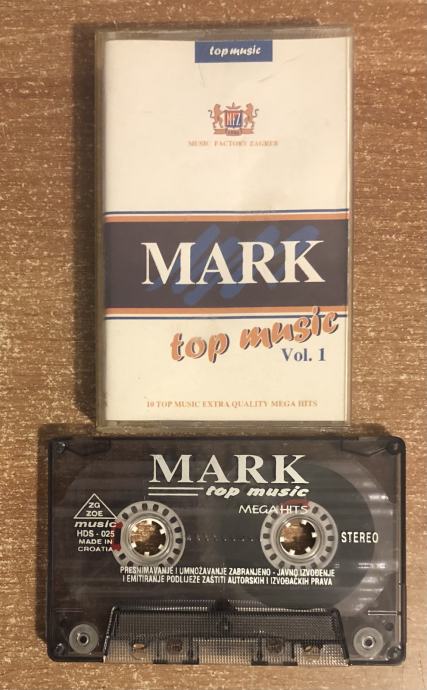 top music
MUSIC FACTORY ZAGREB
MARK
top music
Vol. 1
10 TOP MUSIC EXTRA QUALITY MEGA HITS
MARK
top music
MEGA HITS
ZG
ZOE
music
HDS - 025
MADE IN
CROATIA
STEREO
PRESNIMAVANJE I UMNOŽAVANJE ZABRANJENO - JAVNO IZVOĐENJE
I EMITIRANJE PODLIJEŽE ZAŠTITI AUTORSKIH I IZVOĐAČKIH PRAVA